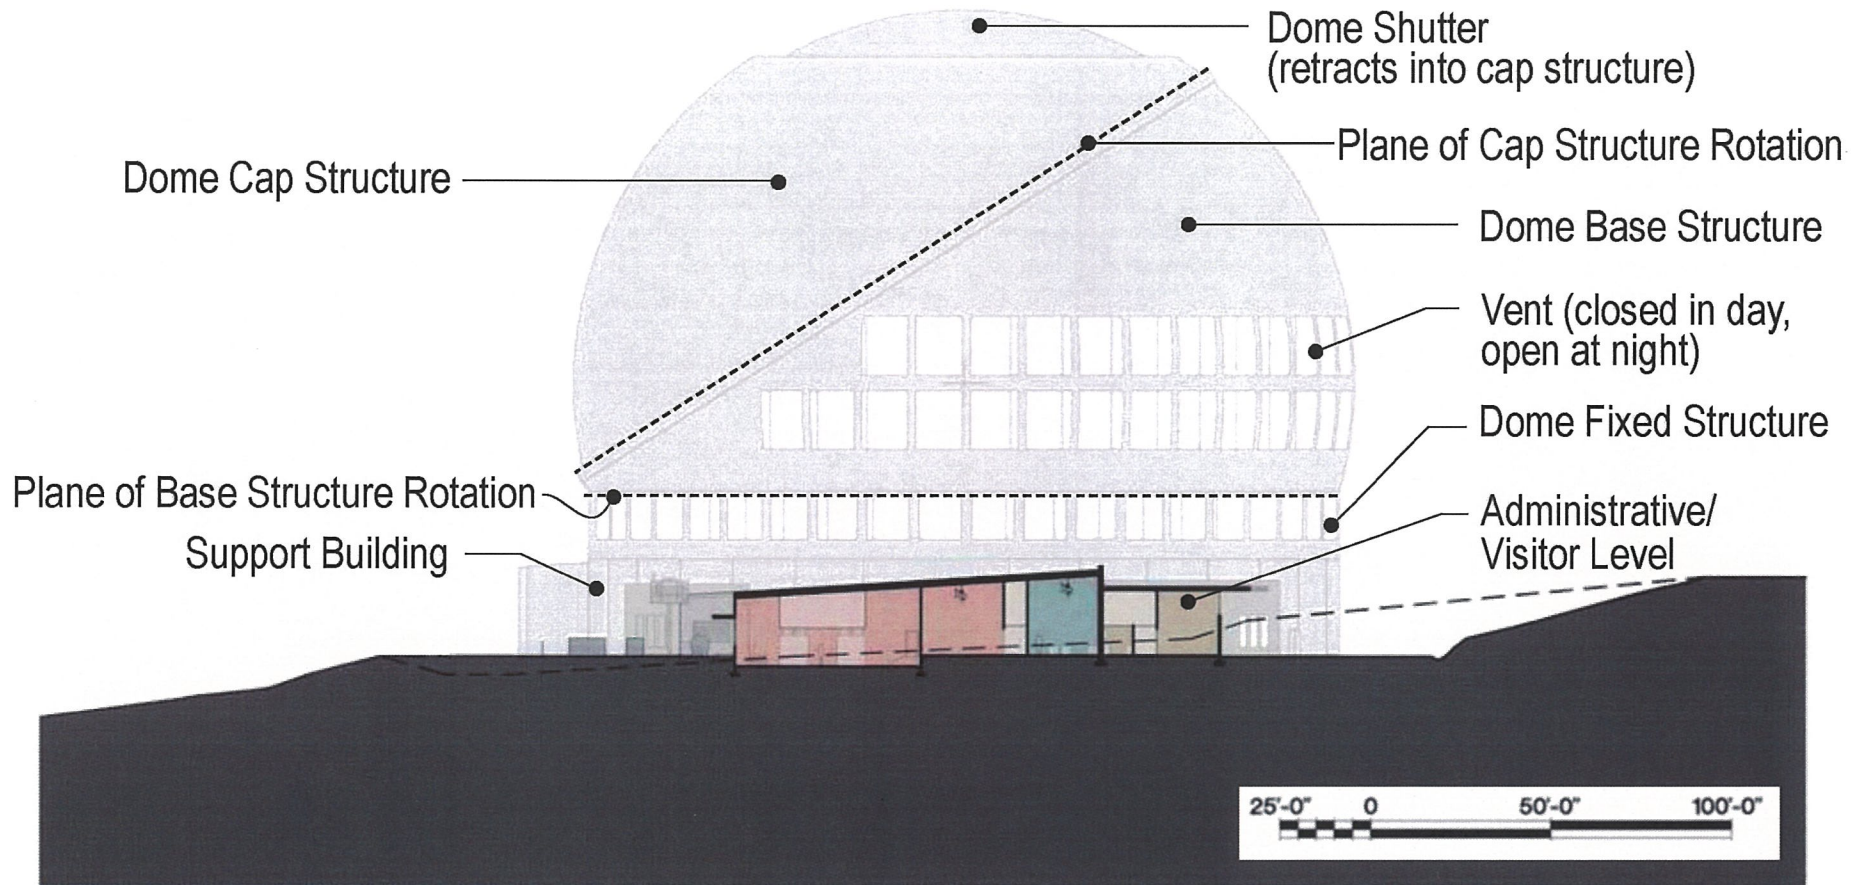 Dome Shutter
(retracts into cap structure)
Plane of Cap Structure Rotation
Dome Cap Structure
Dome Base Structure
Vent (closed in day,
open at night)
Dome Fixed Structure
Plane of Base Structure Rotation
Administrative/
Visitor Level
Support Building
25'-0" 0 50'-0" 100'-0"